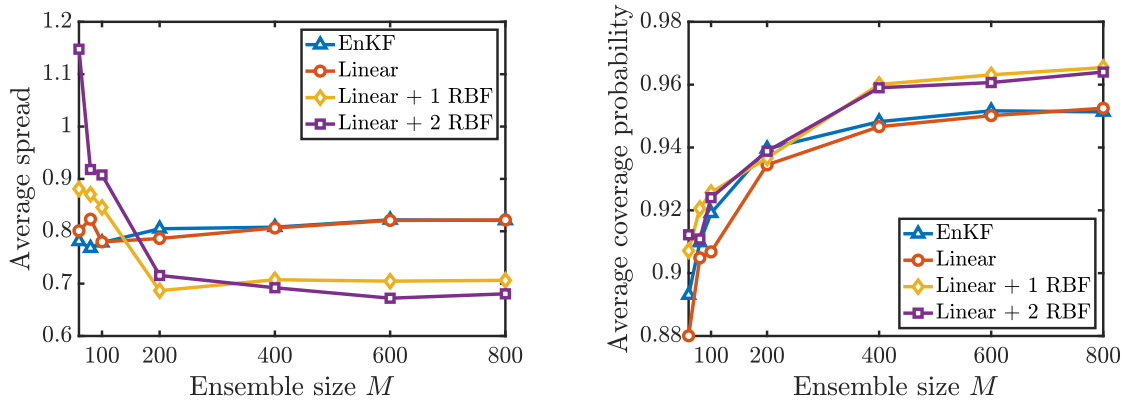 1.2
1.1
1
0.9
0.8
0.7
0.6
Average spread
EnKF
Linear
Linear + 1 RBF
Linear + 2 RBF
100
200
400
600
800
Ensemble size M
0.98
0.96
0.94
0.92
0.9
0.88
Average coverage probability
EnKF
Linear
Linear + 1 RBF
Linear + 2 RBF
100
200
400
600
800
Ensemble size M